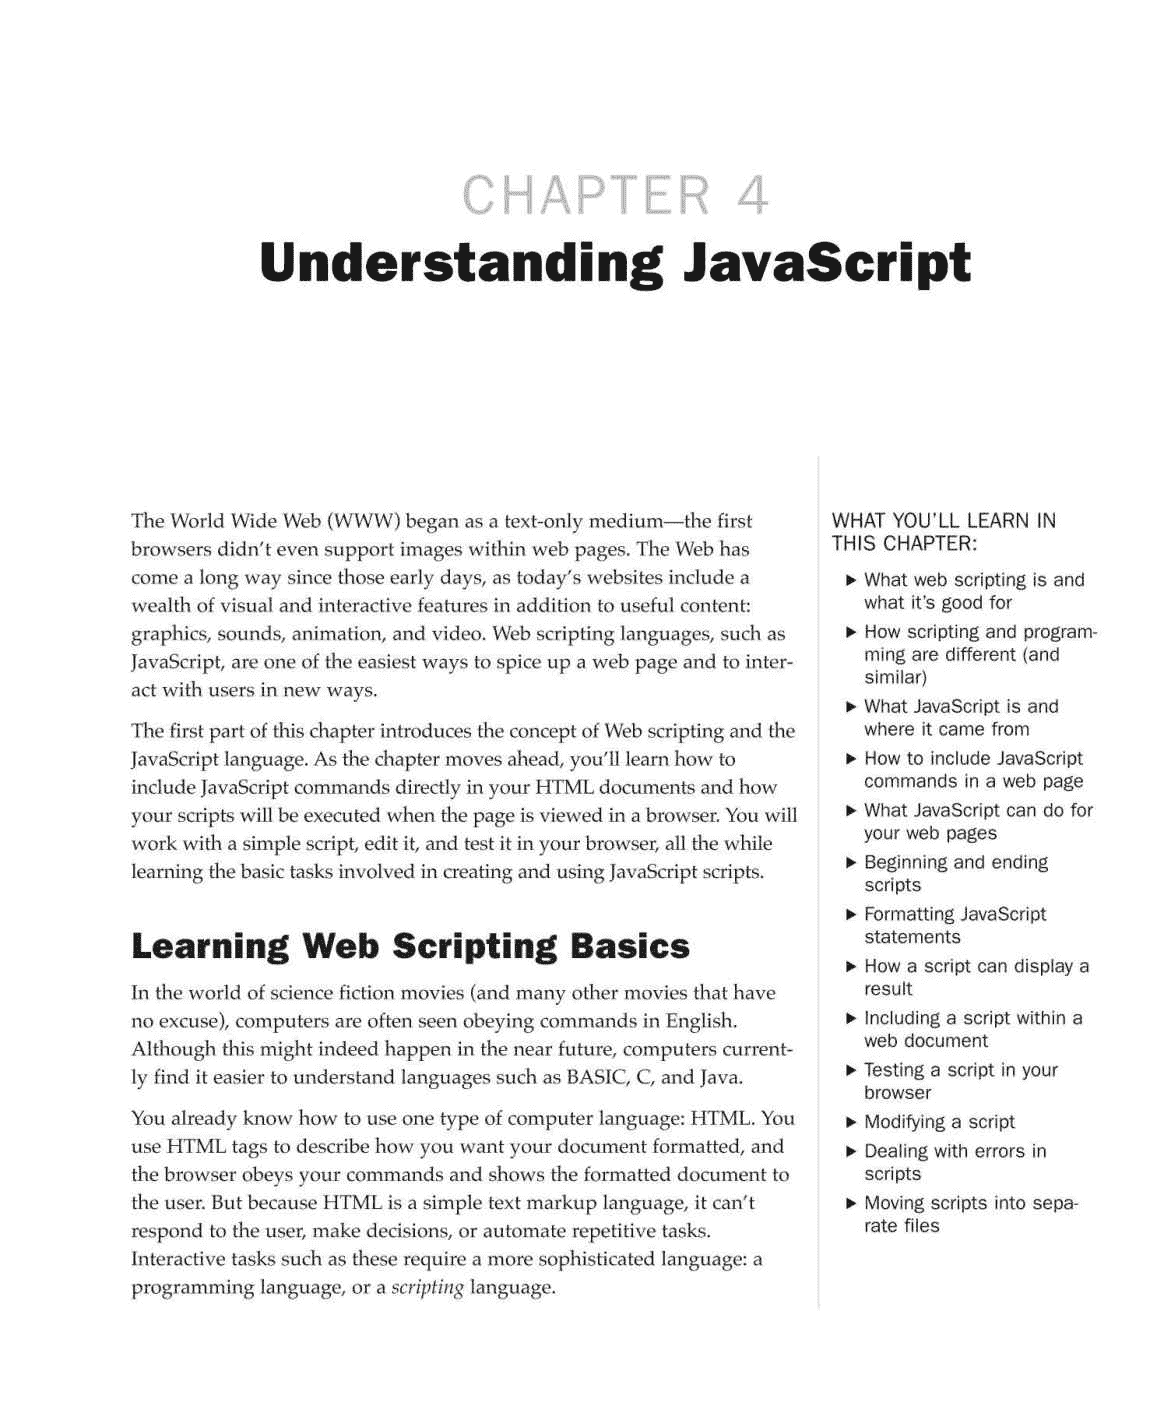 CHAPTER 4
Understanding JavaScript
The World Wide Web (WWW) began as a text-only medium—the first
browsers didn't even support images within web pages. The Web has
come a long way since those early days, as today's websites include a
wealth of visual and interactive features in addition to useful content:
graphics, sounds, animation, and video. Web scripting languages, such as
JavaScript, are one of the easiest ways to spice up a web page and to inter-
act with users in new ways.
The first part of this chapter introduces the concept of Web scripting and the
JavaScript language. As the chapter moves ahead, you'll learn how to
include JavaScript commands directly in your HTML documents and how
your scripts will be executed when the page is viewed in a browser. You will
work with a simple script, edit it, and test it in your browser, all the while
learning the basic tasks involved in creating and using JavaScript scripts.
Learning Web Scripting Basics
In the world of science fiction movies (and many other movies that have
no excuse), computers are often seen obeying commands in English.
Although this might indeed happen in the near future, computers current-
ly find it easier to understand languages such as BASIC, C, and Java.
You already know how to use one type of computer language: HTML. You
use HTML tags to describe how you want your document formatted, and
the browser obeys your commands and shows the formatted document to
the user. But because HTML is a simple text markup language, it can't
respond to the user, make decisions, or automate repetitive tasks.
Interactive tasks such as these require a more sophisticated language: a
programming language, or a scripting language.
WHAT YOU'LL LEARN IN
THIS CHAPTER:
▶ What web scripting is and
what it's good for
▶ How scripting and program-
ming are different (and
similar)
▶ What JavaScript is and
where it came from
▶ How to include JavaScript
commands in a web page
▶ What JavaScript can do for
your web pages
▶ Beginning and ending
scripts
▶ Formatting JavaScript
statements
▶ How a script can display a
result
▶ Including a script within a
web document
▶ Testing a script in your
browser
▶ Modifying a script
▶ Dealing with errors in
scripts
▶ Moving scripts into sepa-
rate files